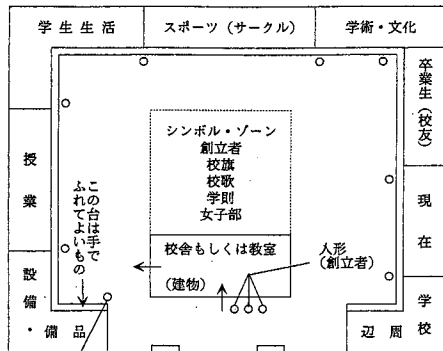 学生生活
スポーツ（サークル）
学術・文化
卒業生（校友）
現在
学校
周辺
授業
設備・備品
この台は手で
ふれてよいもの
シンボル・ゾーン
創立者
校旗
校歌
学則
女子部
校舎もしくは教室
（建物）
人形
（創立者）